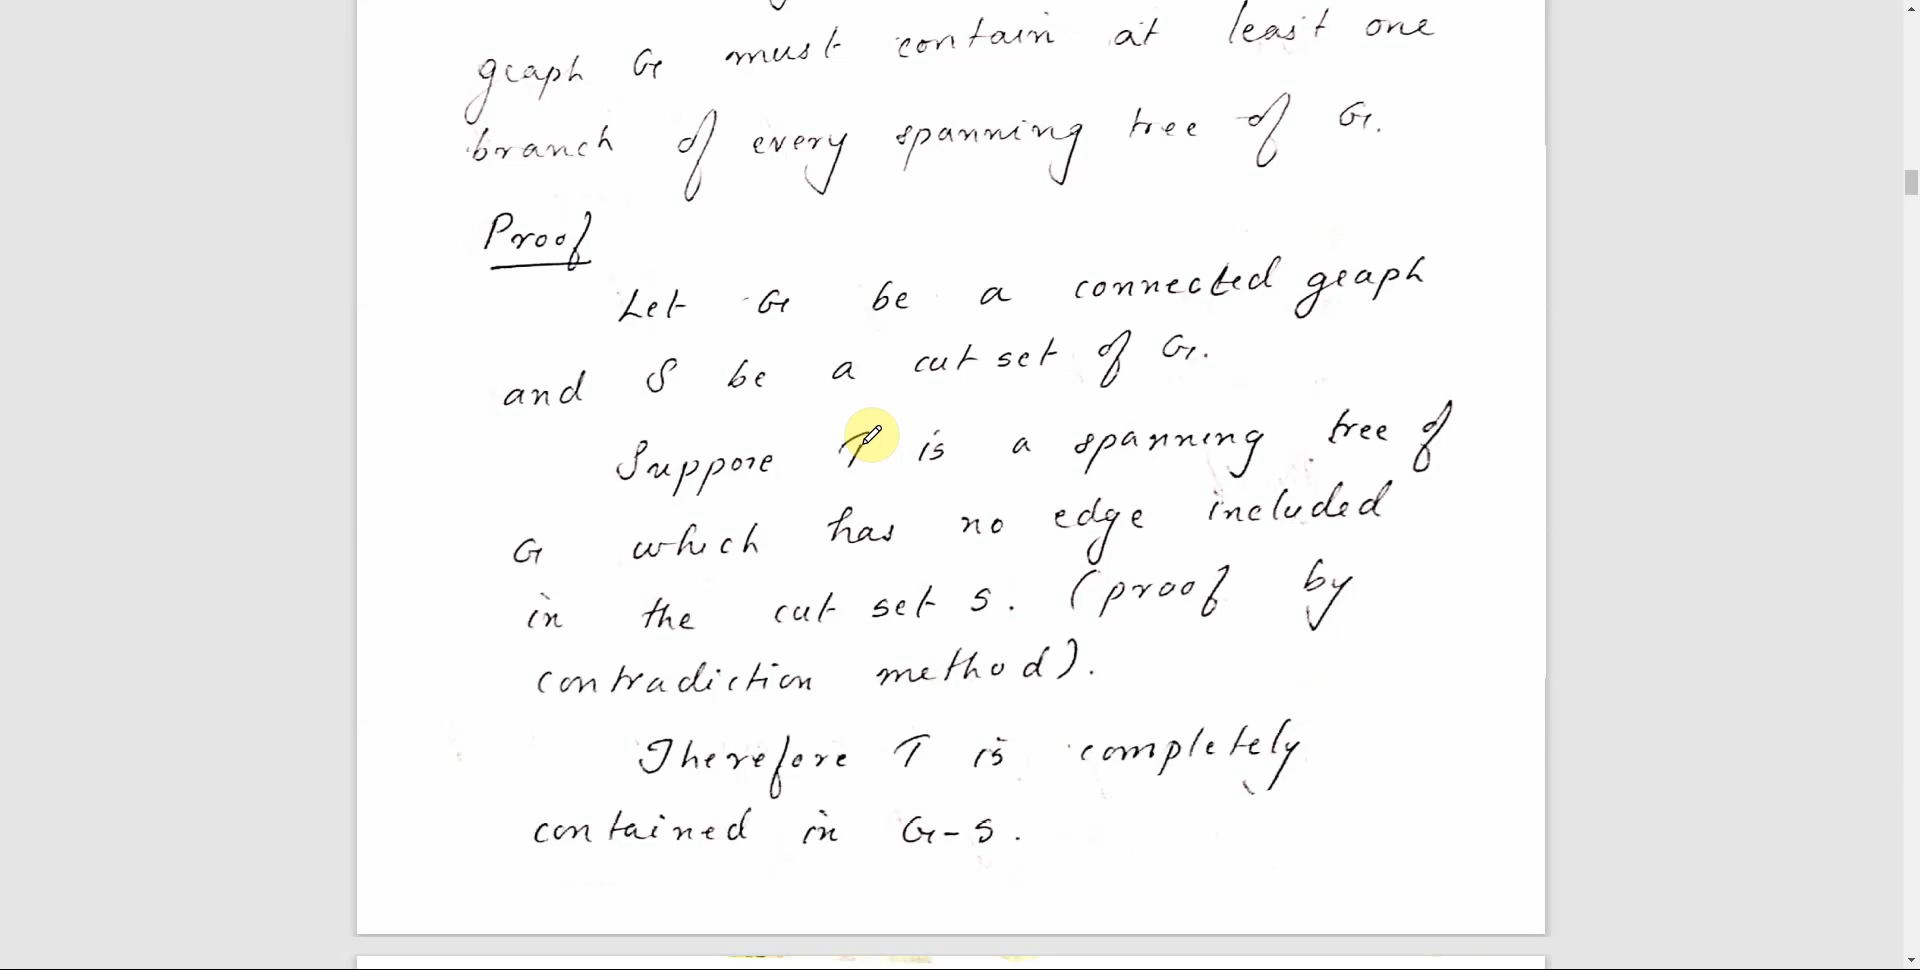 graph G must contain at least one
branch of every spanning tree of G.
Proof
Let G be a connected graph
and S be a cut set of G.
Suppose T is a spanning tree of
G which has no edge included
in the cut set S. (proof by
contradiction method).
Therefore T is completely
contained in G-S.